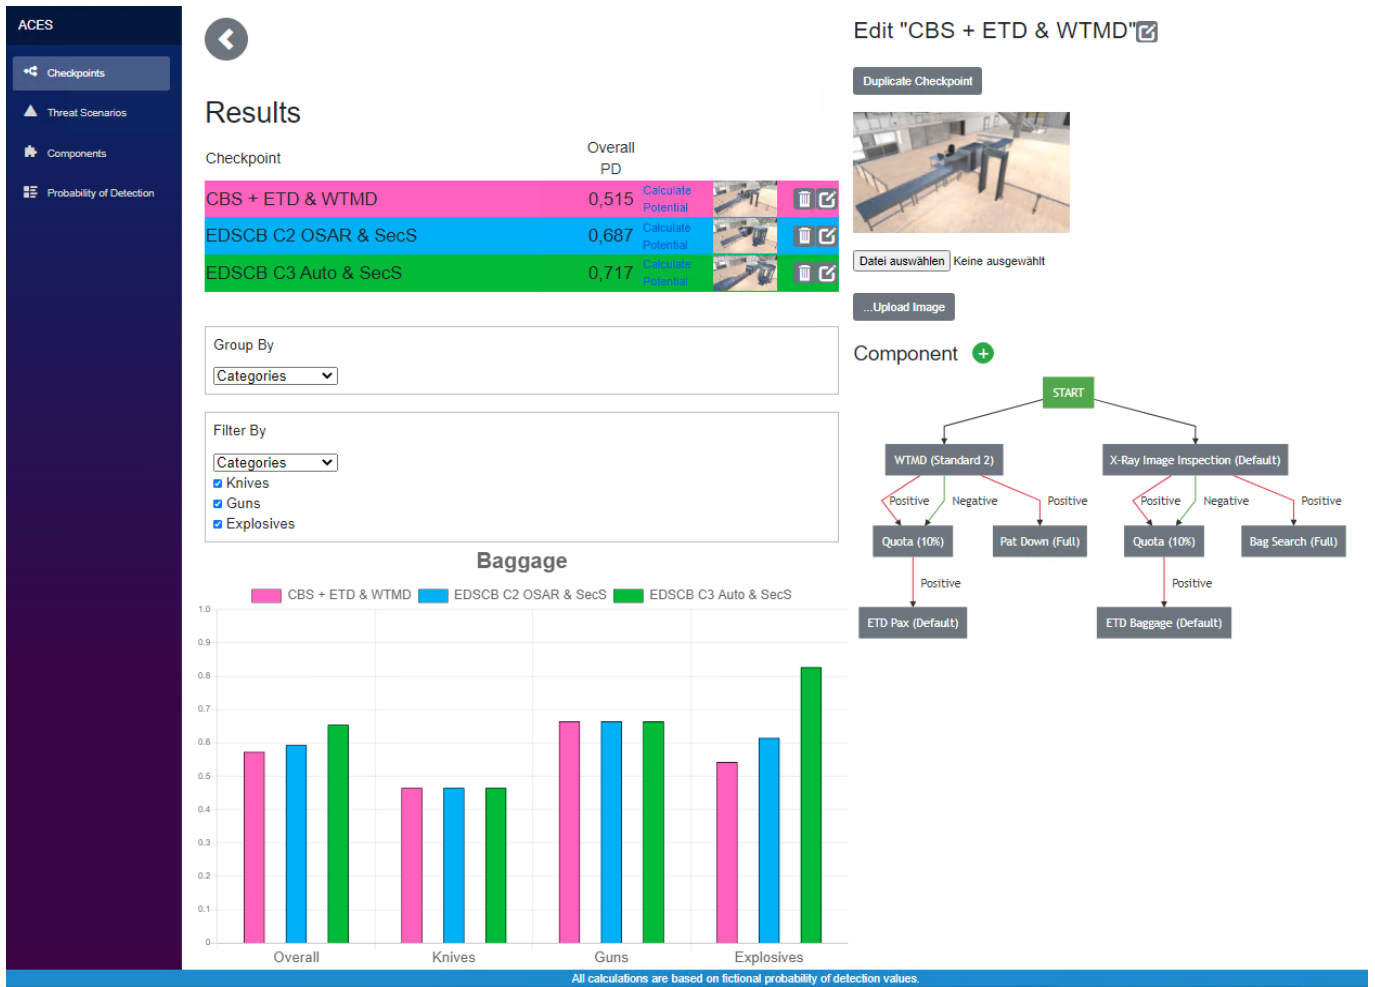 ACES
Checkpoints
Threat Scenarios
Components
Probability of Detection
Results
Checkpoint
Overall
PD
CBS + ETD & WTMD 0,515 Calculate
Potential
EDSCB C2 OSAR & SecS 0,687 Calculate
Potential
EDSCB C3 Auto & SecS 0,717 Calculate
Potential
Group By
Categories
Filter By
Categories
Knives
Guns
Explosives
Baggage
CBS + ETD & WTMD EDSCB C2 OSAR & SecS EDSCB C3 Auto & SecS
1.0
0.9
0.8
0.7
0.6
0.5
0.4
0.3
0.2
0.1
0
Overall Knives Guns Explosives
Edit "CBS + ETD & WTMD"
Duplicate Checkpoint
Datei auswählen Keine ausgewählt
...Upload Image
Component
START
WTMD (Standard 2) X-Ray Image Inspection (Default)
Positive Negative Positive Positive Negative Positive
Quota (10%) Pat Down (Full) Quota (10%) Bag Search (Full)
Positive Positive
ETD Pax (Default) ETD Baggage (Default)
All calculations are based on fictional probability of detection values.